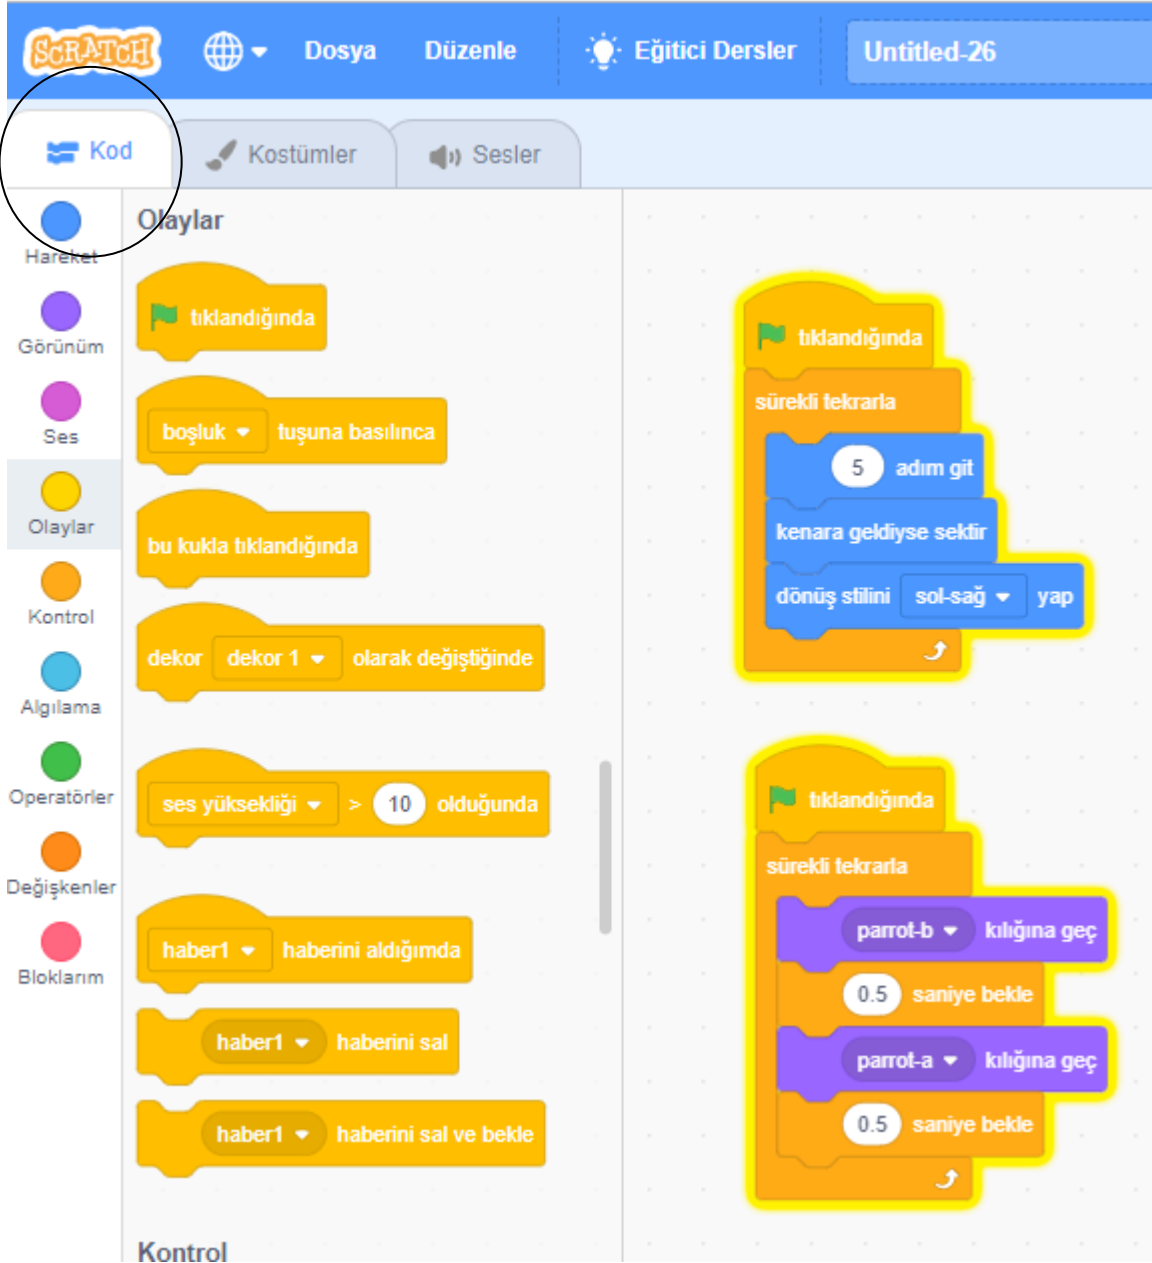 SCRATCH Dosya Düzenle Eğitici Dersler Untitled-26
Kod Kostümler Sesler
Hareket
Görünüm
Ses
Olaylar
Kontrol
Algılama
Operatörler
Değişkenler
Bloklarım
Olaylar
tıklandığında
boşluk tuşuna basılınca
bu kukla tıklandığında
dekor dekor 1 olarak değiştiğinde
ses yüksekliği > 10 olduğunda
haber1 haberini aldığımda
haber1 haberini sal
haber1 haberini sal ve bekle
Kontrol
tıklandığında
sürekli tekrarla
5 adım git
kenara geldiyse sektir
dönüş stilini sol-sağ yap
tıklandığında
sürekli tekrarla
parrot-b kılığına geç
0.5 saniye bekle
parrot-a kılığına geç
0.5 saniye bekle